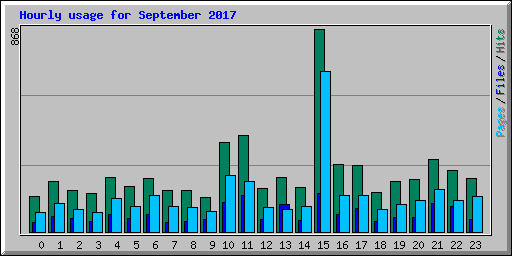 Hourly usage for September 2017
868
0 1 2 3 4 5 6 7 8 9 10 11 12 13 14 15 16 17 18 19 20 21 22 23
Pages / Files / Hits